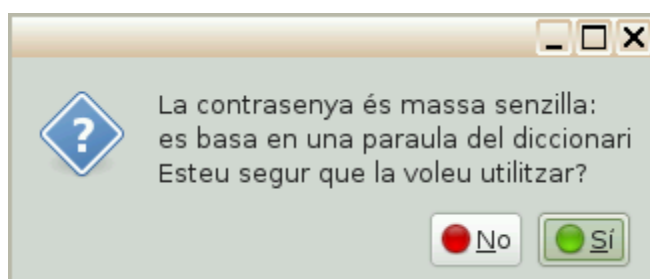 La contrasenya és massa senzilla:
es basa en una paraula del diccionari
Esteu segur que la voleu utilitzar?
No
Sí